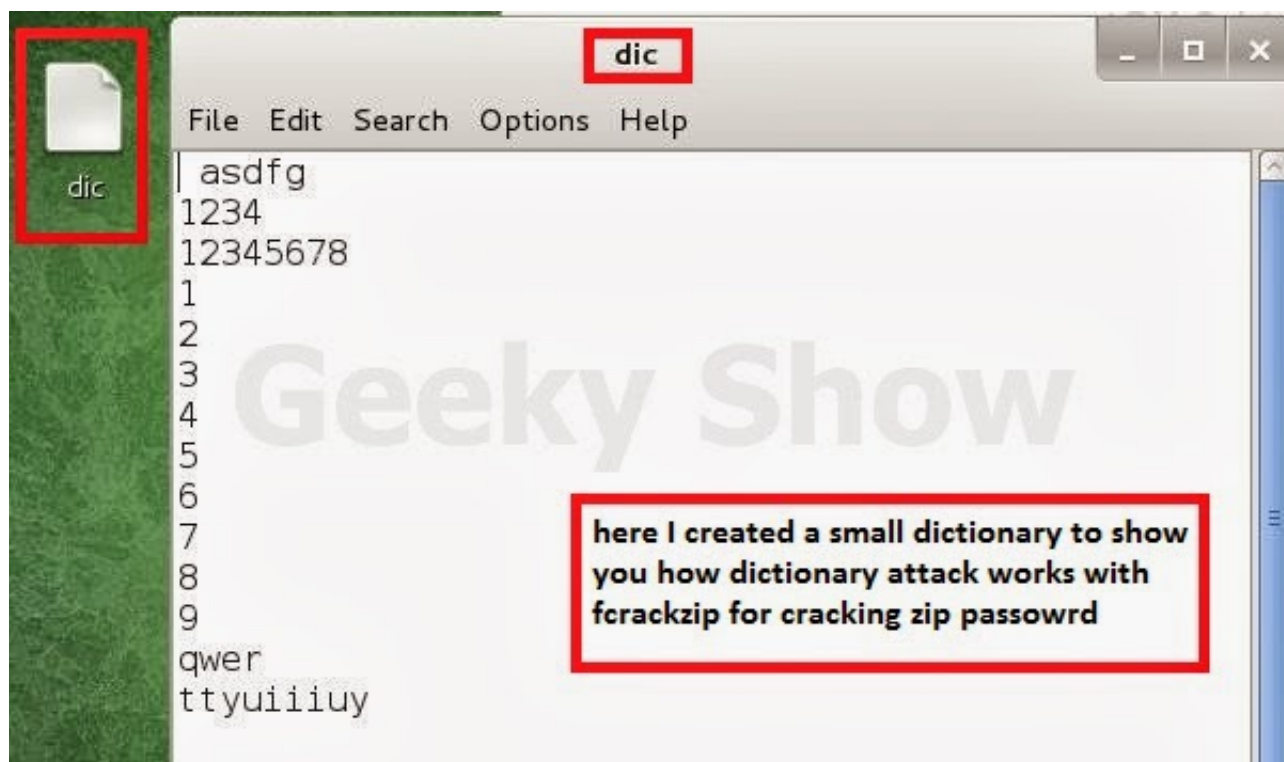 dic
dic
File Edit Search Options Help
asdfg
1234
12345678
1
2
3
4
5
6
7
8
9
qwer
ttyuiiiuy
Geeky Show
here I created a small dictionary to show
you how dictionary attack works with
fcrackzip for cracking zip passowrd